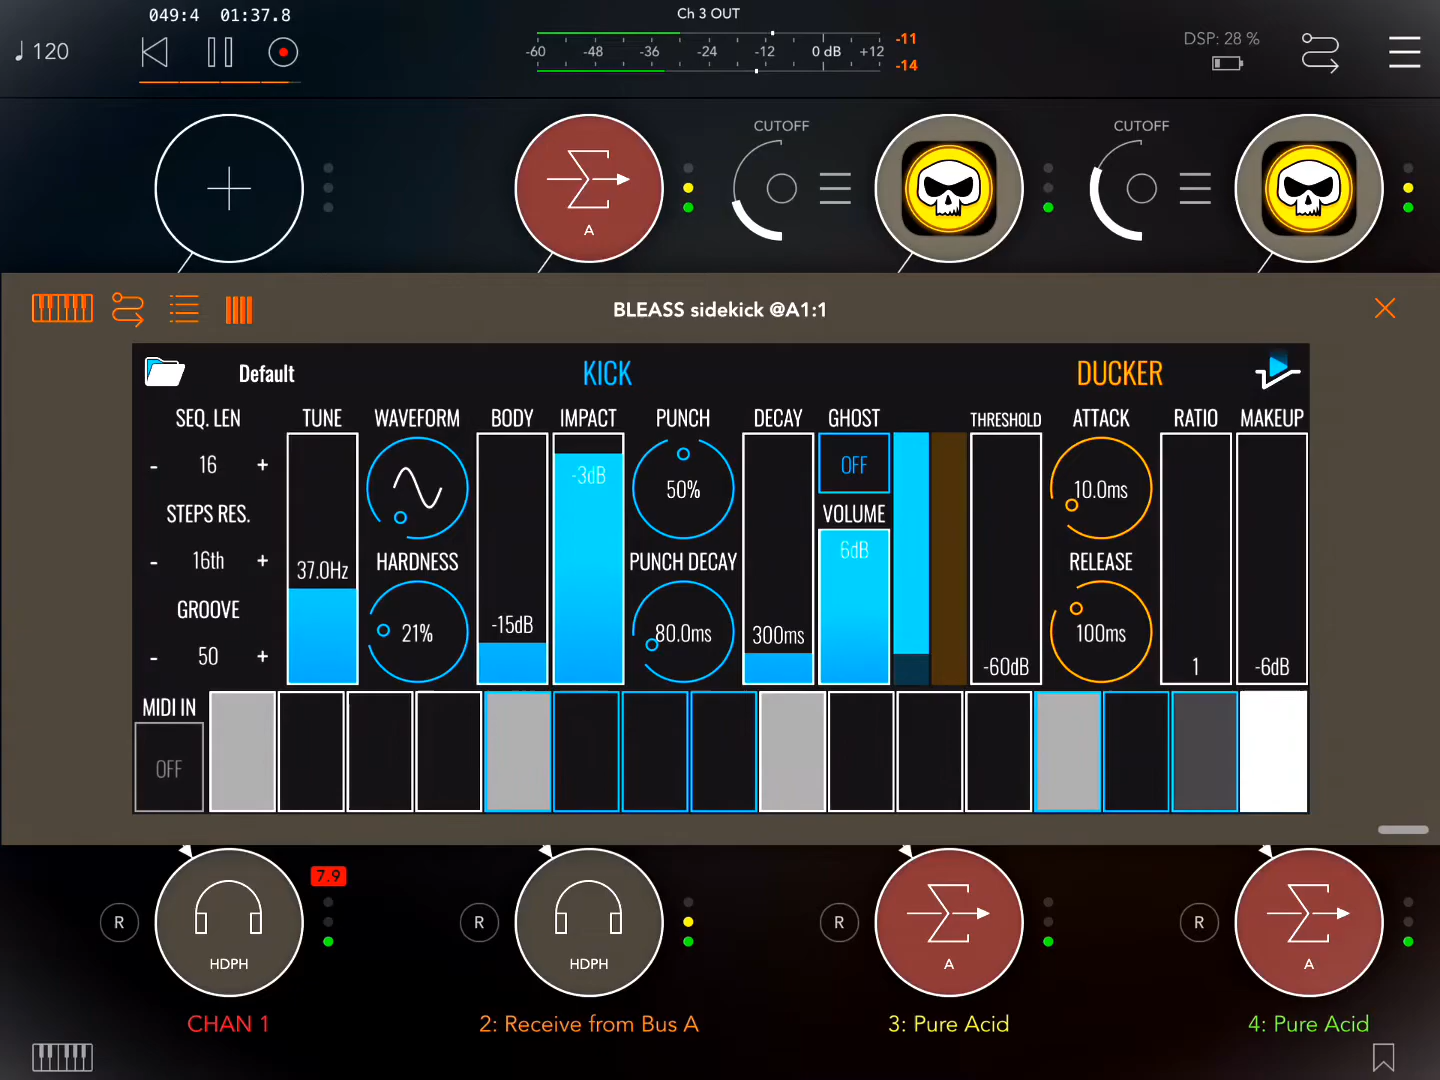 049:4 01:37.8
Ch 3 OUT
♩ 120
-60 -48 -36 -24 -12 0 dB +12
-11
-14
DSP: 28 %
CUTOFF
CUTOFF
A
BLEASS sidekick @A1:1
Default
KICK
DUCKER
SEQ. LEN
- 16 +
STEPS RES.
- 16th +
GROOVE
- 50 +
TUNE
37.0Hz
WAVEFORM
HARDNESS
21%
BODY
-15dB
IMPACT
-3dB
PUNCH
50%
PUNCH DECAY
80.0ms
DECAY
300ms
GHOST
OFF
VOLUME
6dB
THRESHOLD
-60dB
ATTACK
10.0ms
RELEASE
100ms
RATIO
1
MAKEUP
-6dB
MIDI IN
OFF
7.9
R
HDPH
R
HDPH
R
A
R
A
CHAN 1
2: Receive from Bus A
3: Pure Acid
4: Pure Acid